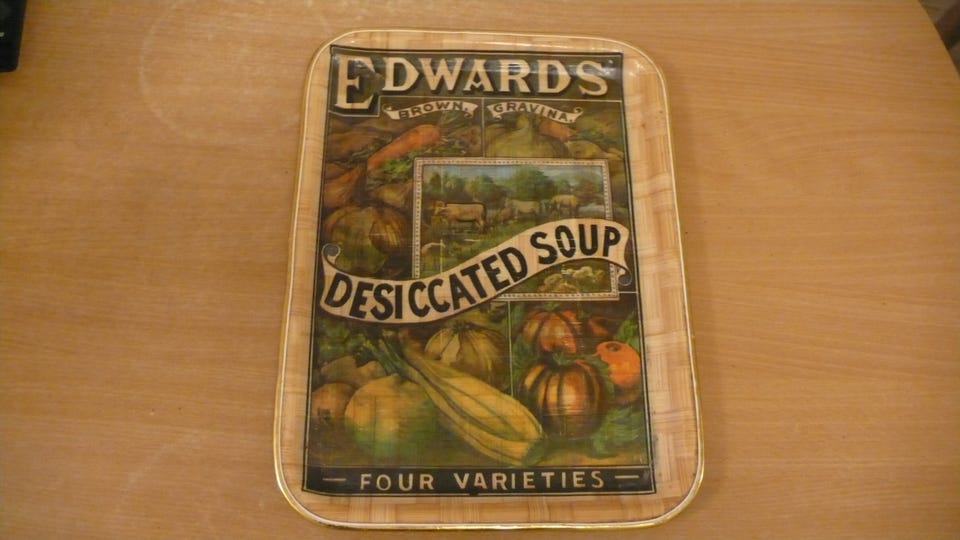 EDWARDS'
BROWN. GRAVINA.
DESICCATED SOUP
— FOUR VARIETIES —